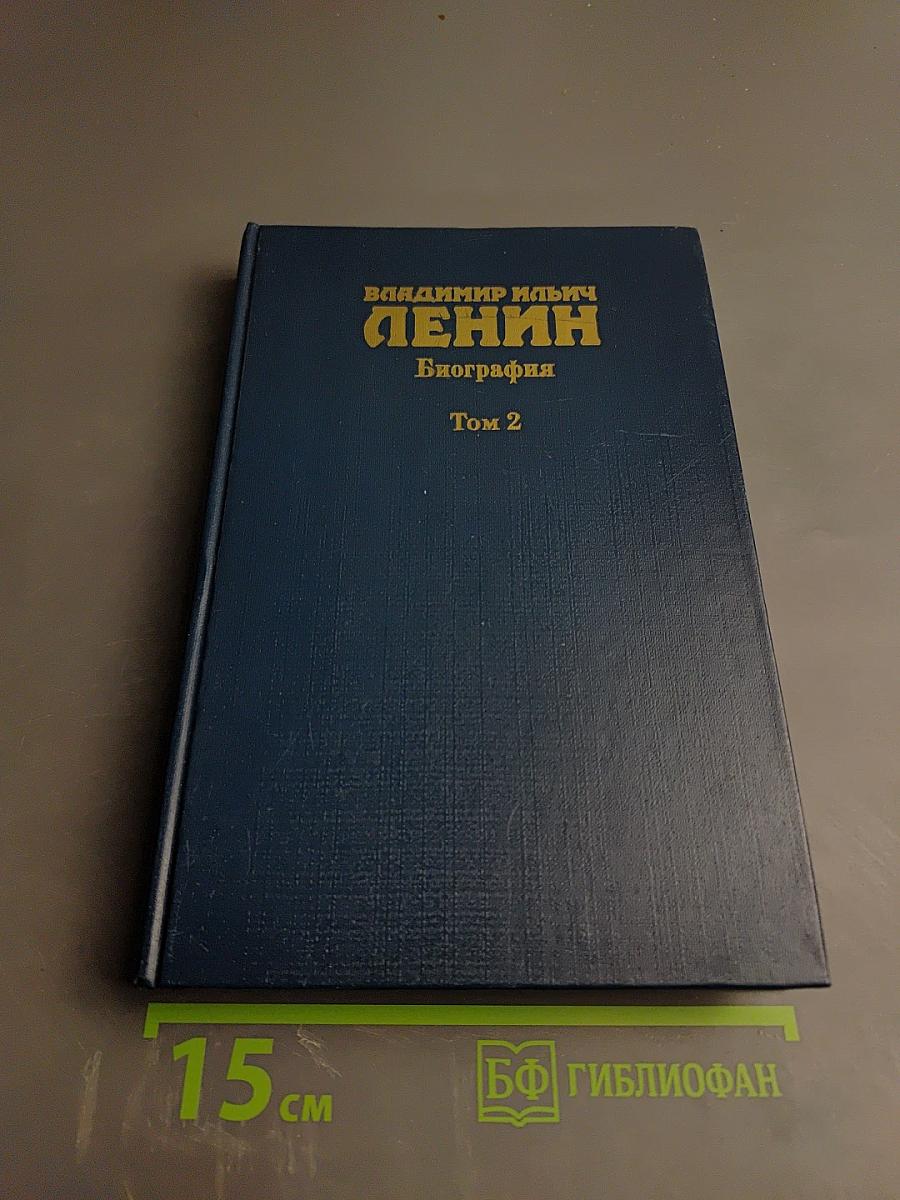 ВЛАДИМИР ИЛЬИЧ
ЛЕНИН
Биография
Том 2
15 см
БФ ГИБЛИОФАН